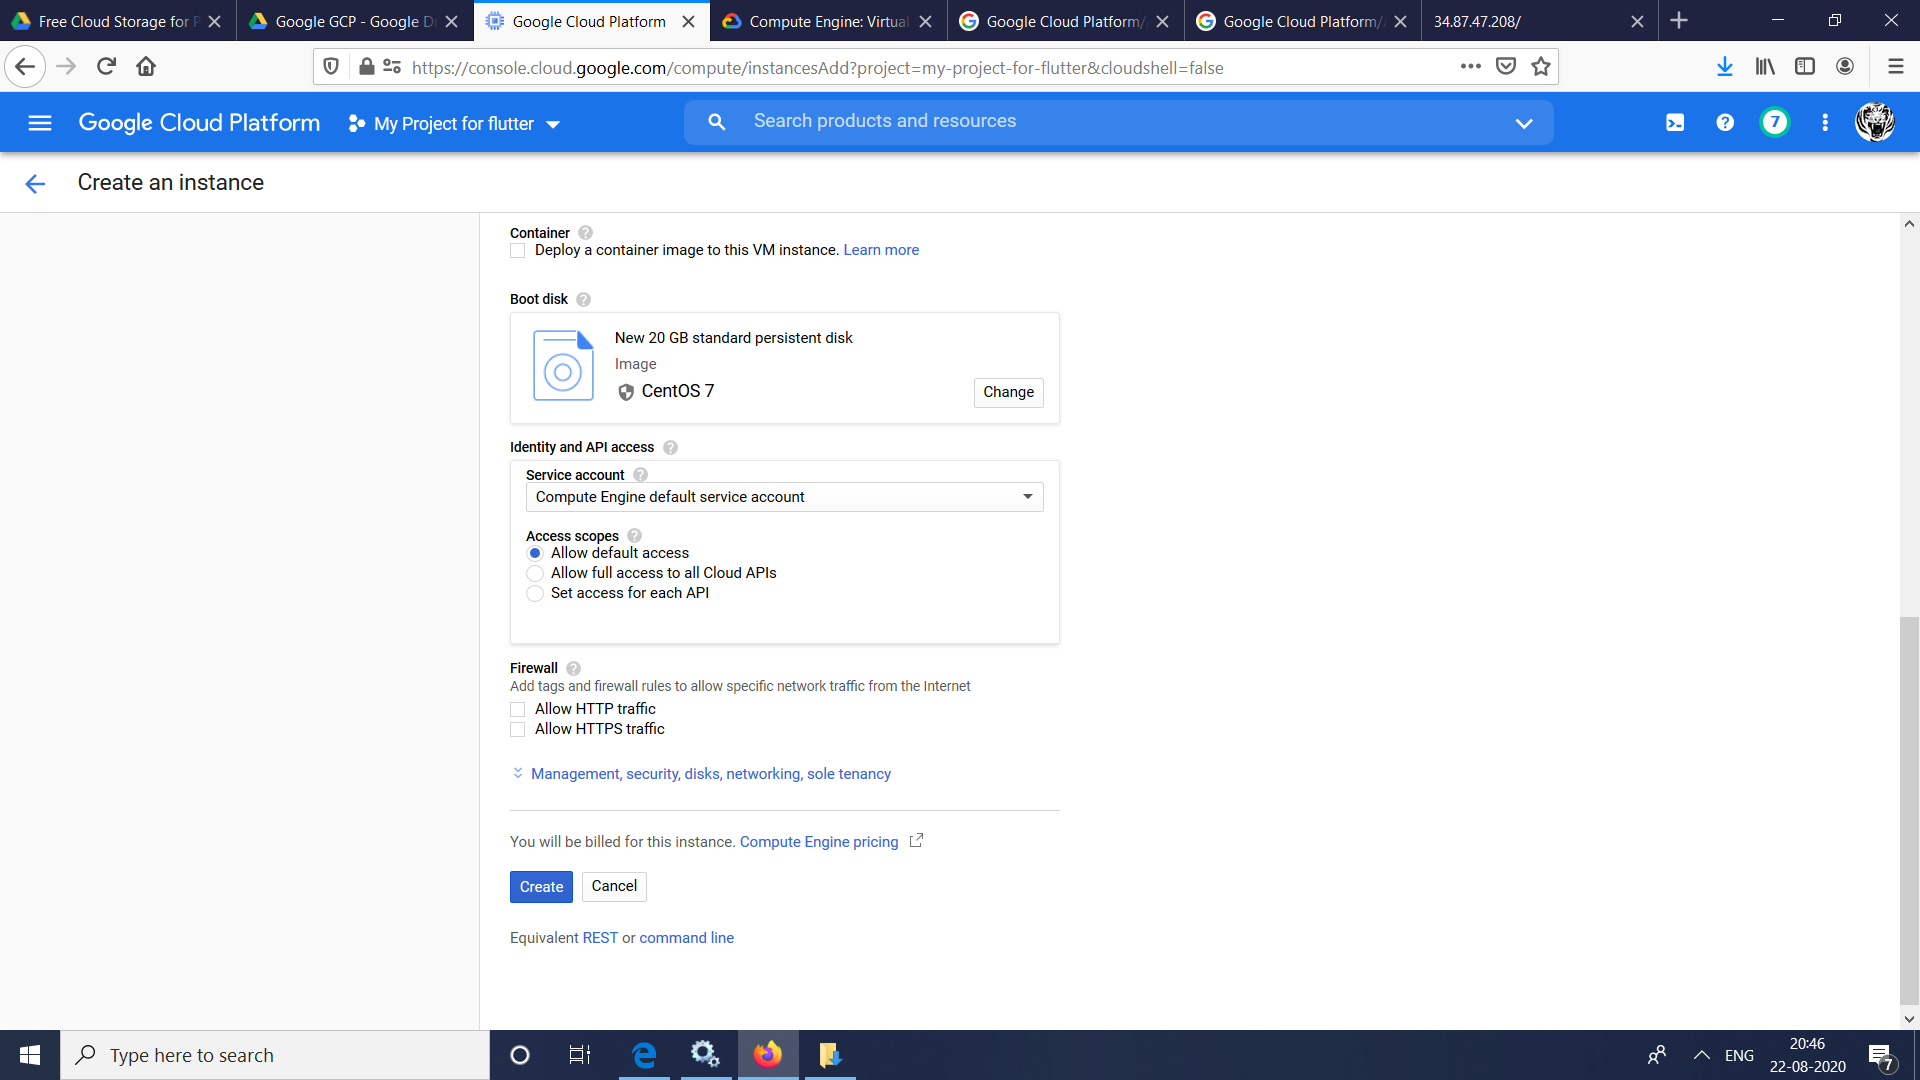 Free Cloud Storage for P
Google GCP - Google D
Google Cloud Platform
Compute Engine: Virtual
Google Cloud Platform/
Google Cloud Platform/
34.87.47.208/
https://console.cloud.google.com/compute/instancesAdd?project=my-project-for-flutter&cloudshell=false
Google Cloud Platform
My Project for flutter
Search products and resources
7
Create an instance
Container
Deploy a container image to this VM instance. Learn more
Boot disk
New 20 GB standard persistent disk
Image
CentOS 7
Change
Identity and API access
Service account
Compute Engine default service account
Access scopes
Allow default access
Allow full access to all Cloud APIs
Set access for each API
Firewall
Add tags and firewall rules to allow specific network traffic from the Internet
Allow HTTP traffic
Allow HTTPS traffic
Management, security, disks, networking, sole tenancy
You will be billed for this instance. Compute Engine pricing
Create
Cancel
Equivalent REST or command line
Type here to search
ENG
20:46
22-08-2020
7